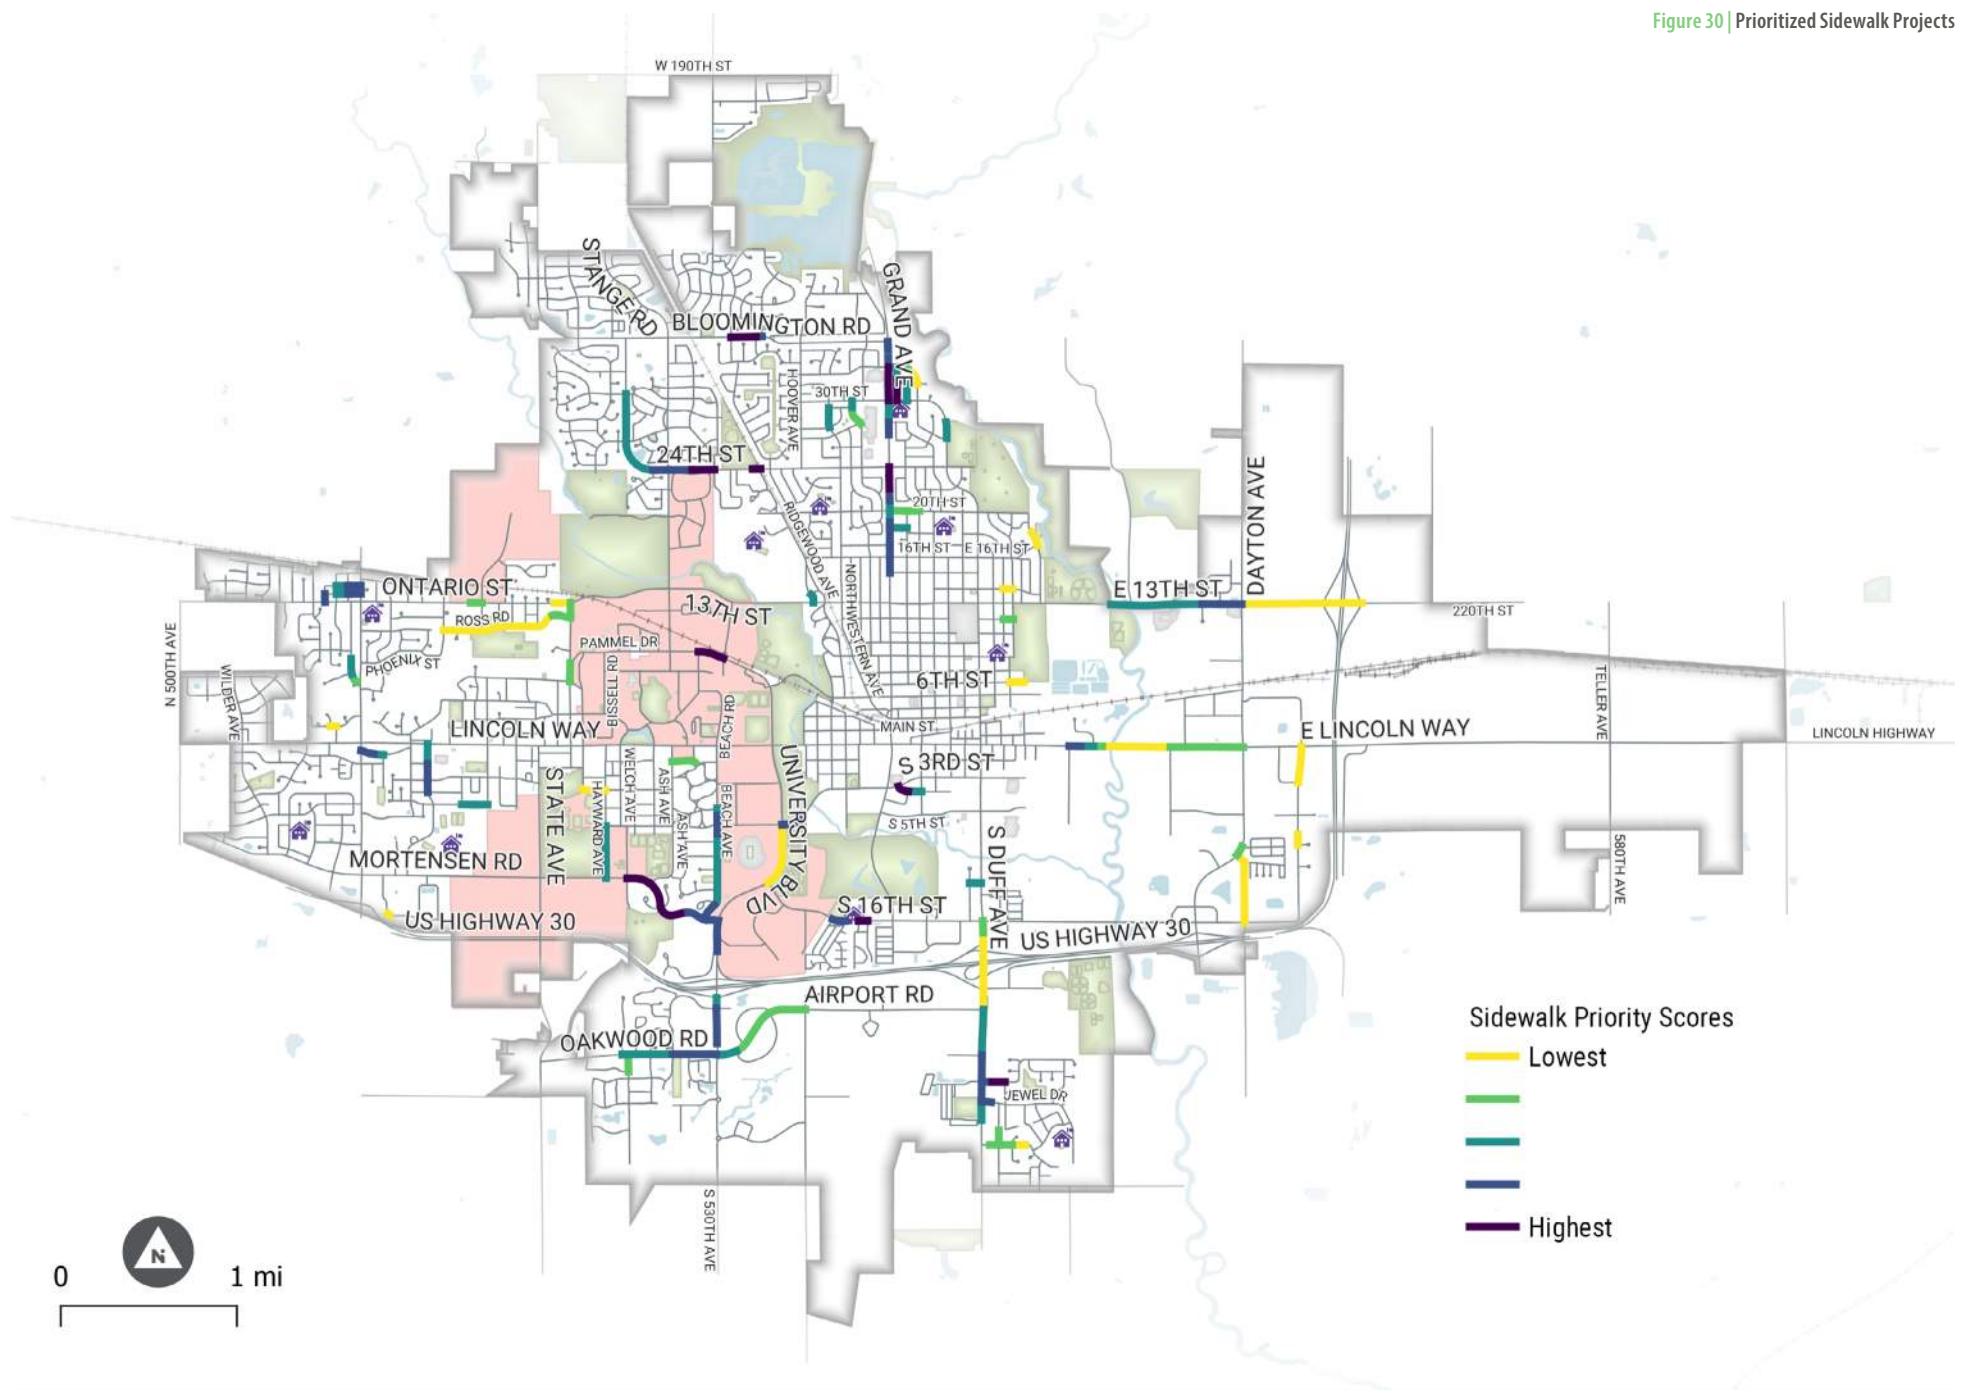 Figure 30 | Prioritized Sidewalk Projects
W 190TH ST
STANGE RD
GRAND AVE
BLOOMINGTON RD
HOOVER AVE
30TH ST
24TH ST
DAYTON AVE
20TH ST
RIDGEWOOD AVE
16TH ST
E 16TH ST
NORTHWESTERN AVE
ONTARIO ST
E 13TH ST
13TH ST
220TH ST
ROSS RD
N 500TH AVE
PAMMEL DR
PHOENIX ST
BISSELL RD
WILDER AVE
TELLER AVE
6TH ST
BEACH RD
MAIN ST
LINCOLN WAY
E LINCOLN WAY
LINCOLN HIGHWAY
UNIVERSITY BLVD
WELCH AVE
S 3RD ST
STATE AVE
HAYWARD AVE
ASH AVE
BEACH AVE
ASH AVE
S 5TH ST
S DUFF AVE
580TH AVE
MORTENSEN RD
S 16TH ST
US HIGHWAY 30
US HIGHWAY 30
AIRPORT RD
OAKWOOD RD
JEWEL DR
S 530TH AVE
Sidewalk Priority Scores
Lowest
Highest
N
0 1 mi